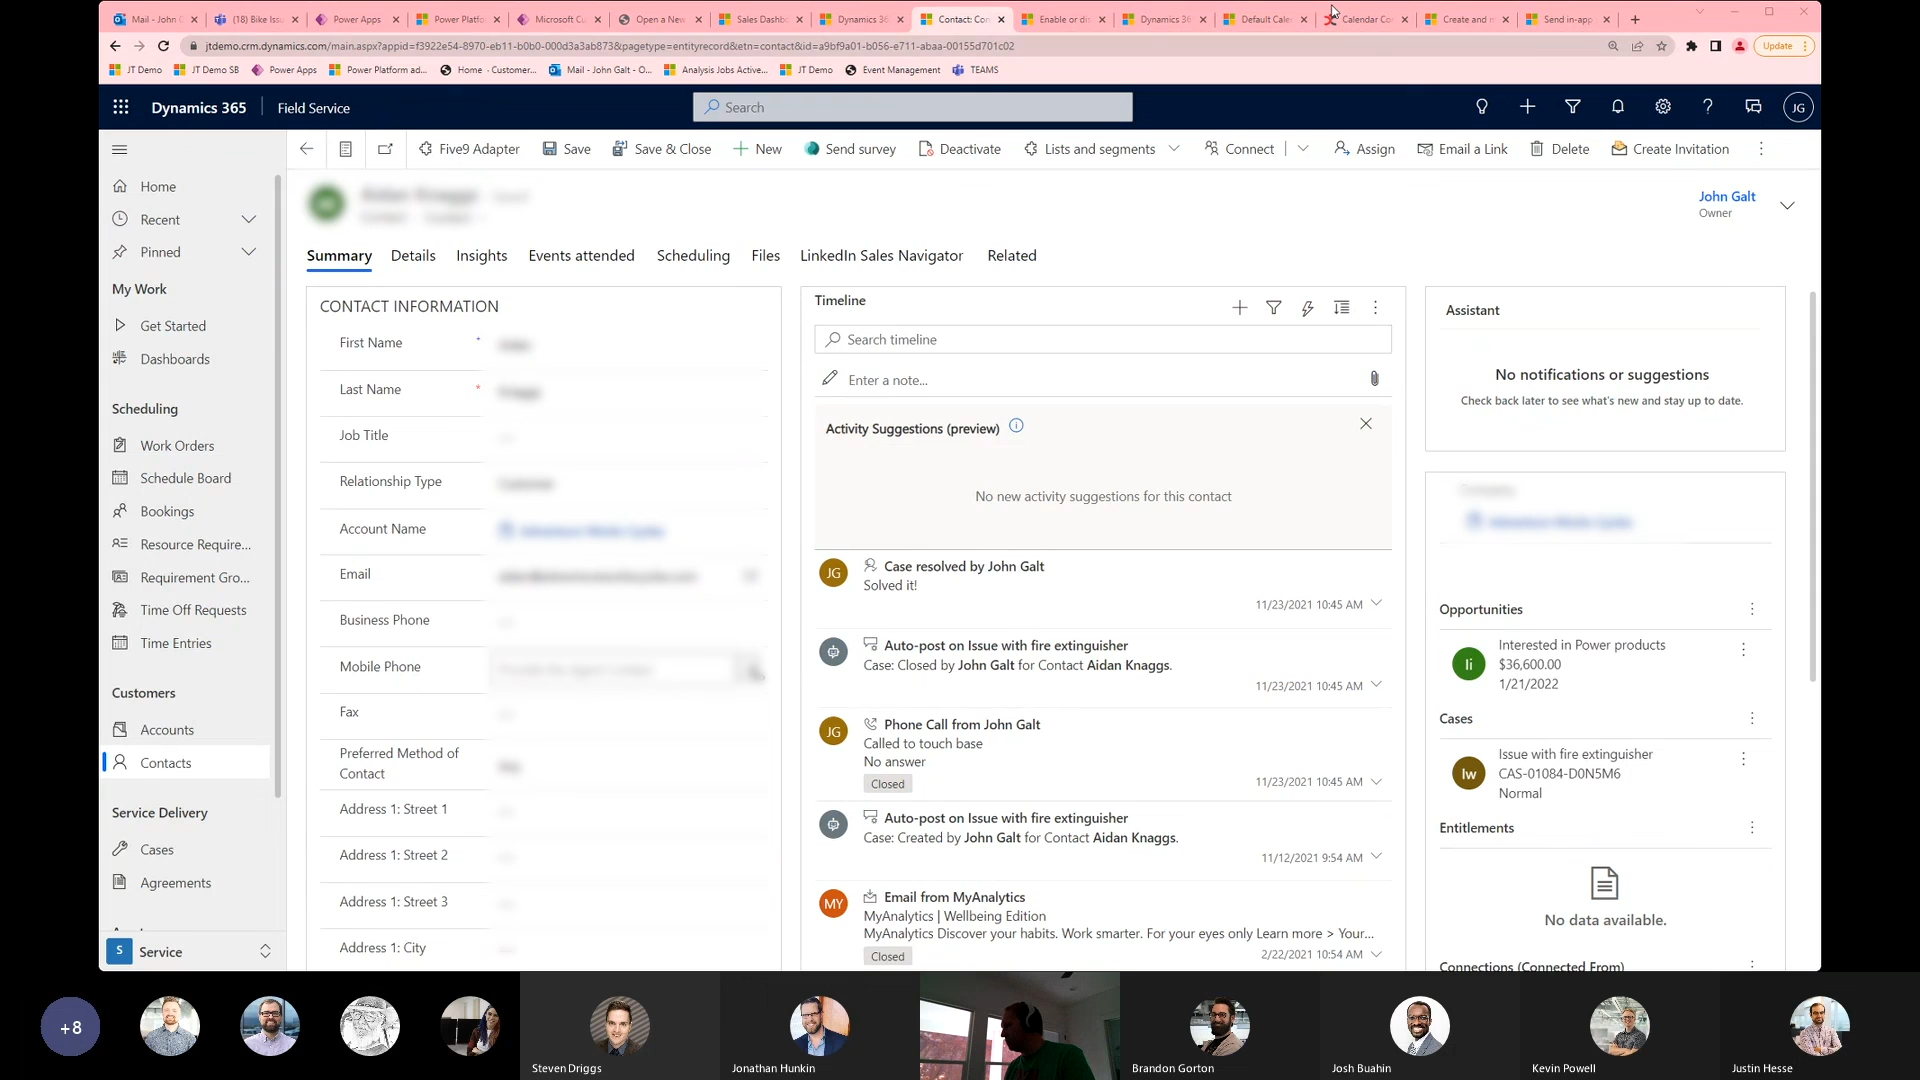 Mail - John G
(18) Bike Issu
Power Apps
Power Platfo
Microsoft Cu
Open a New
Sales Dashb
Dynamics 36
Contact: Con
Enable or dis
Dynamics 36
Default Cale
Calendar Co
Create and m
Send in-app
jtdemo.crm.dynamics.com/main.aspx?appid=f3922e54-8970-eb11-b0b0-000d3a3ab873&pagetype=entityrecord&etn=contact&id=a9bf9a01-b056-e711-abaa-00155d701c02
Update
JT Demo
JT Demo SB
Power Apps
Power Platform ad...
Home - Customer...
Mail - John Galt - O...
Analysis Jobs Active...
JT Demo
Event Management
TEAMS
Dynamics 365
Field Service
Search
JG
Five9 Adapter
Save
Save & Close
New
Send survey
Deactivate
Lists and segments
Connect
Assign
Email a Link
Delete
Create Invitation
Home
Recent
Pinned
My Work
Get Started
Dashboards
Scheduling
Work Orders
Schedule Board
Bookings
Resource Require...
Requirement Gro...
Time Off Requests
Time Entries
Customers
Accounts
Contacts
Service Delivery
Cases
Agreements
S
Service
John Galt
Owner
Summary
Details
Insights
Events attended
Scheduling
Files
LinkedIn Sales Navigator
Related
CONTACT INFORMATION
First Name *
Last Name *
Job Title
Relationship Type
Account Name
Email
Business Phone
Mobile Phone
Fax
Preferred Method of
Contact
Address 1: Street 1
Address 1: Street 2
Address 1: Street 3
Address 1: City
Timeline
Search timeline
Enter a note...
Activity Suggestions (preview)
No new activity suggestions for this contact
JG
Case resolved by John Galt
Solved it!
11/23/2021 10:45 AM
Auto-post on Issue with fire extinguisher
Case: Closed by John Galt for Contact Aidan Knaggs.
11/23/2021 10:45 AM
JG
Phone Call from John Galt
Called to touch base
No answer
Closed
11/23/2021 10:45 AM
Auto-post on Issue with fire extinguisher
Case: Created by John Galt for Contact Aidan Knaggs.
11/12/2021 9:54 AM
MY
Email from MyAnalytics
MyAnalytics | Wellbeing Edition
MyAnalytics Discover your habits. Work smarter. For your eyes only Learn more > Your...
Closed
2/22/2021 10:54 AM
Assistant
No notifications or suggestions
Check back later to see what's new and stay up to date.
Opportunities
Ii
Interested in Power products
$36,600.00
1/21/2022
Cases
Iw
Issue with fire extinguisher
CAS-01084-D0N5M6
Normal
Entitlements
No data available.
Connections (Connected From)
+8
Steven Driggs
Jonathan Hunkin
Brandon Gorton
Josh Buahin
Kevin Powell
Justin Hesse